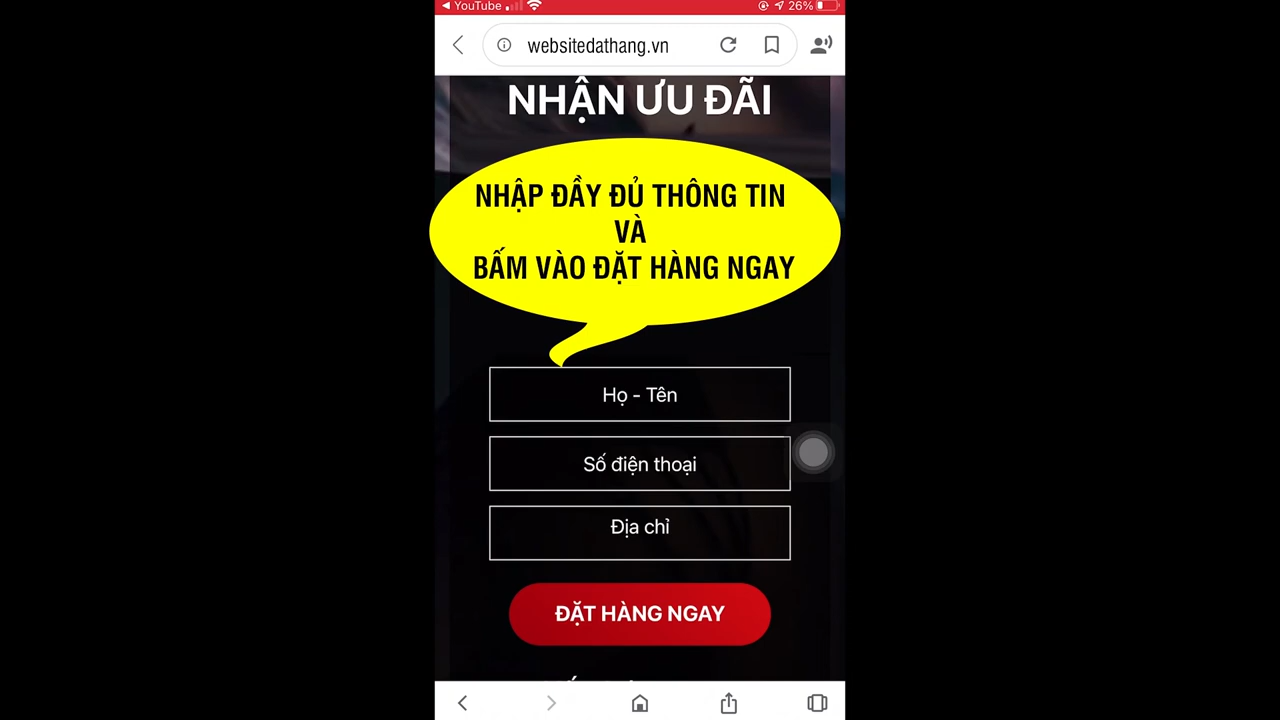 YouTube
26%
websitedathang.vn
NHẬN ƯU ĐÃI
NHẬP ĐẦY ĐỦ THÔNG TIN
VÀ
BẤM VÀO ĐẶT HÀNG NGAY
Họ - Tên
Số điện thoại
Địa chỉ
ĐẶT HÀNG NGAY